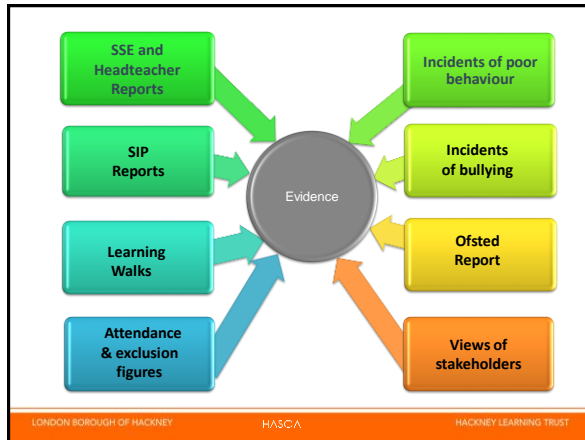 SSE and
Headteacher
Reports
SIP
Reports
Learning
Walks
Attendance
& exclusion
figures
Evidence
Incidents of poor
behaviour
Incidents
of bullying
Ofsted
Report
Views of
stakeholders
LONDON BOROUGH OF HACKNEY
HASCA
HACKNEY LEARNING TRUST